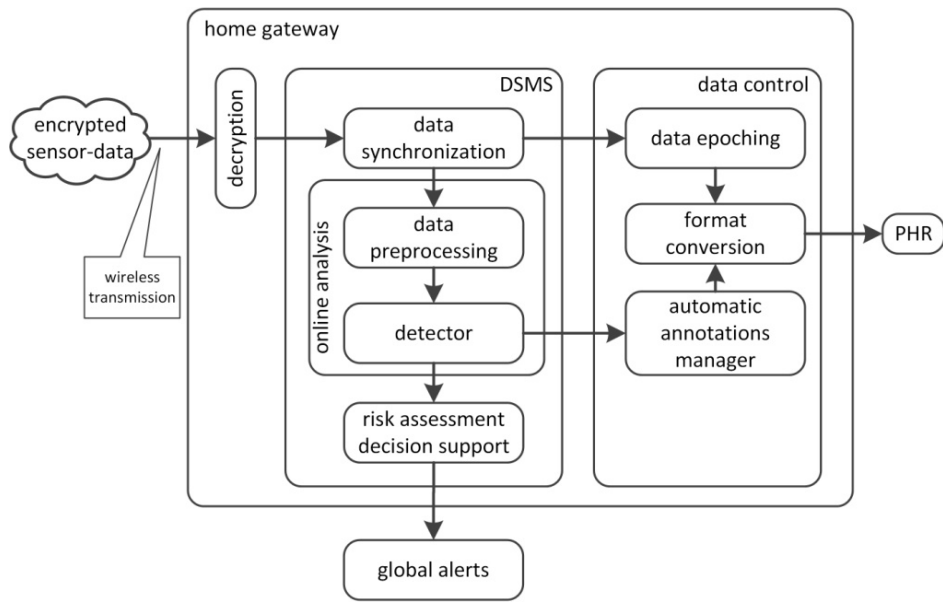 home gateway
DSMS
data control
encrypted
sensor-data
decryption
data
synchronization
data epoching
online analysis
data
preprocessing
format
conversion
PHR
wireless
transmission
detector
automatic
annotations
manager
risk assessment
decision support
global alerts